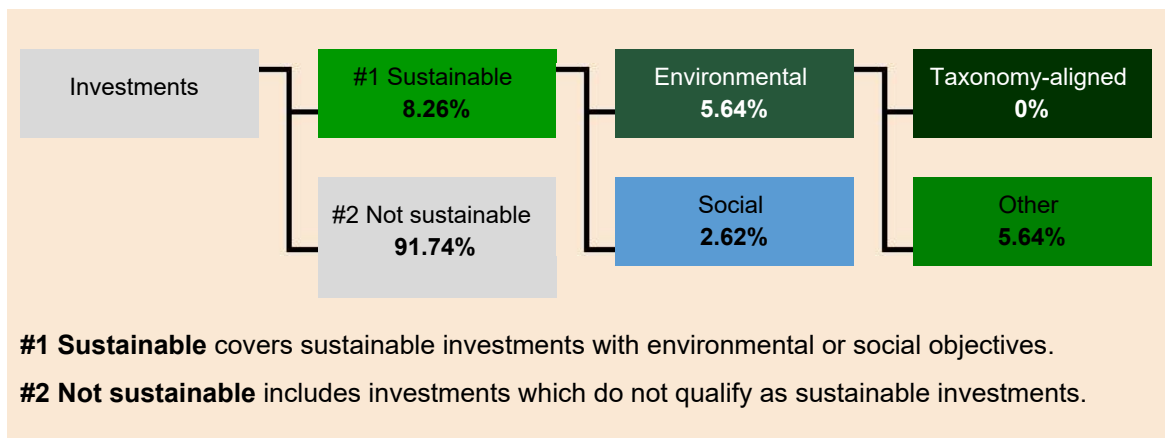 Investments
#1 Sustainable
8.26%
Environmental
5.64%
Taxonomy-aligned
0%
#2 Not sustainable
91.74%
Social
2.62%
Other
5.64%
#1 Sustainable covers sustainable investments with environmental or social objectives.
#2 Not sustainable includes investments which do not qualify as sustainable investments.